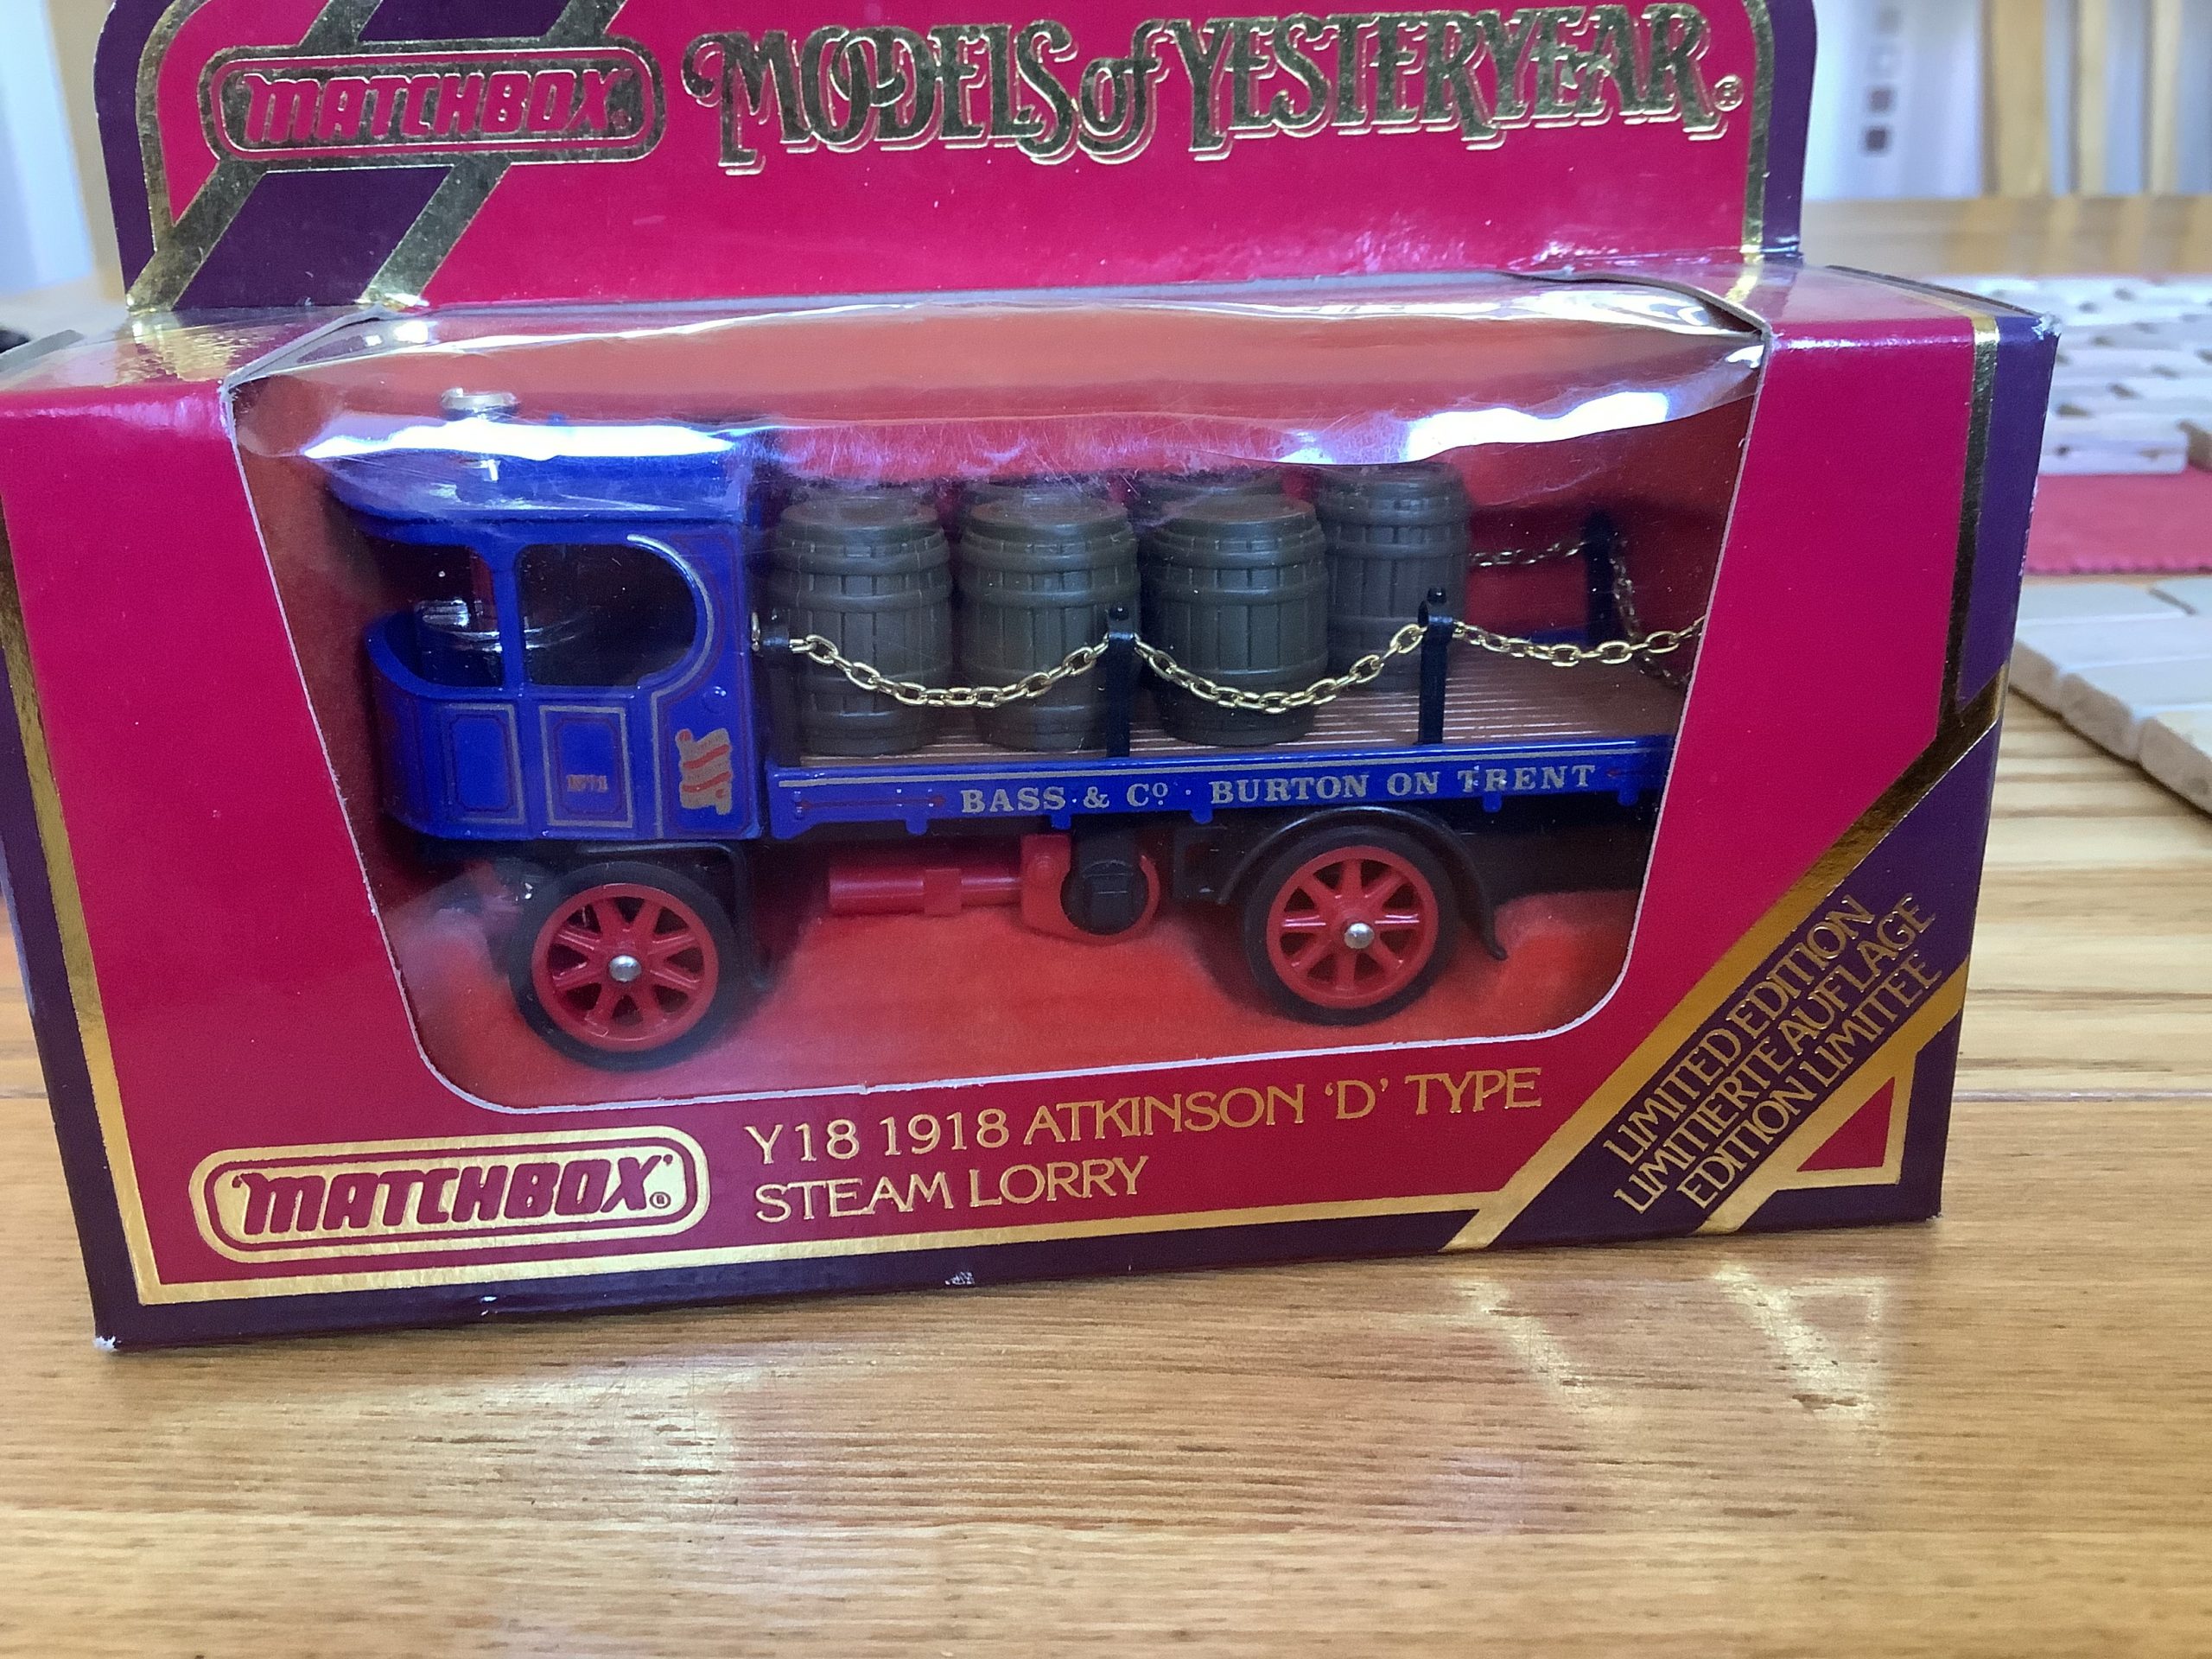 MATCHBOX®
MODELS of YESTERYEAR®
BASS & Cº · BURTON ON TRENT
'MATCHBOX'®
Y18 1918 ATKINSON 'D' TYPE
STEAM LORRY
LIMITED EDITION
LIMITIERTE AUFLAGE
EDITION LIMITEE